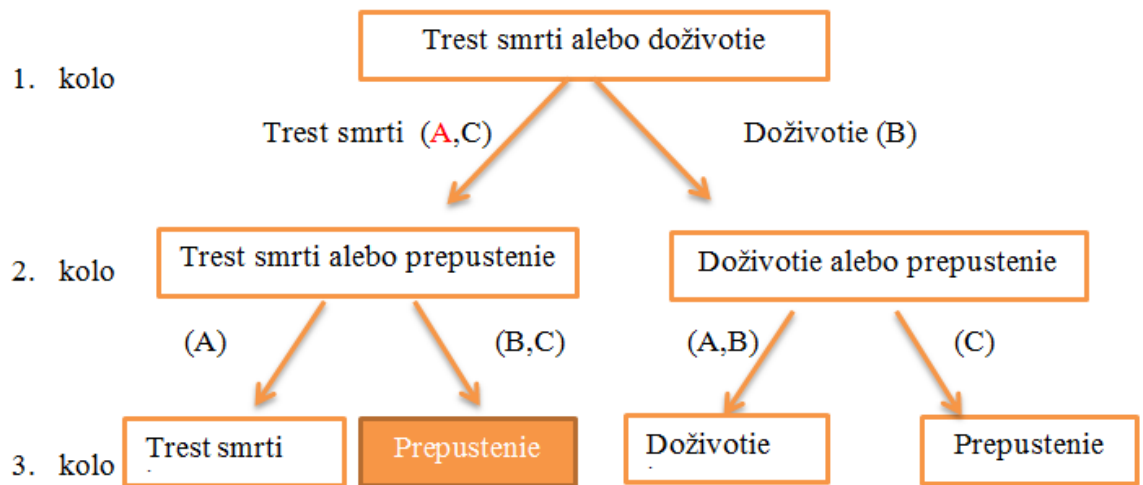 Trest smrti alebo doživotie
1. kolo
Trest smrti (A,C)
Doživotie (B)
2. kolo
Trest smrti alebo prepustenie
Doživotie alebo prepustenie
(A)
(B,C)
(A,B)
(C)
3. kolo
Trest smrti
Prepustenie
Doživotie
Prepustenie